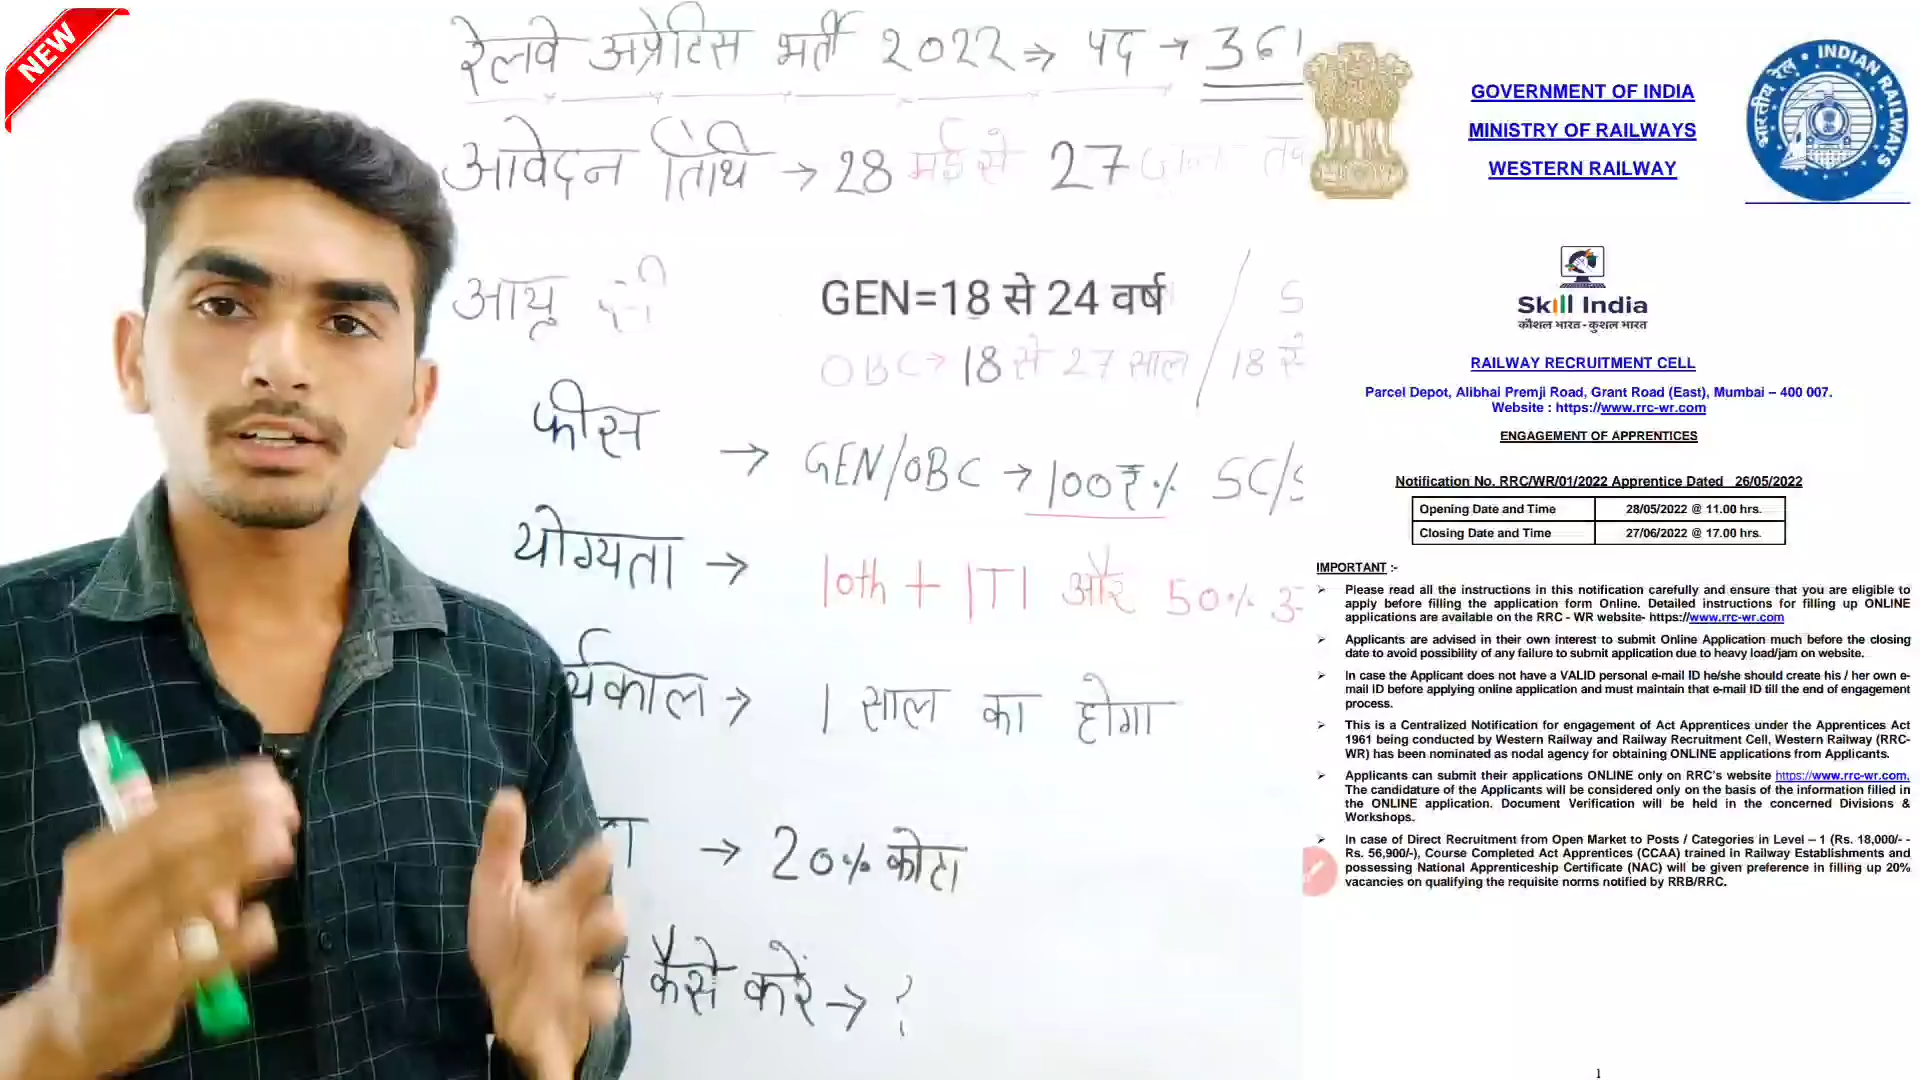 NEW
रेलवे अप्रेटिस भर्ती 2022 → पद → 361
आवेदन तिथि → 28 मई से 27
आयु
GEN=18 से 24 वर्ष
OBC → 18 से 27 साल / 18 से
फीस → GEN/OBC → 100₹ % SC/S
योग्यता → 10th + ITI और 50%
र्यकाल → 1 साल का होगा
→ 20% कोटा
कैसे करें → ?
GOVERNMENT OF INDIA
MINISTRY OF RAILWAYS
WESTERN RAILWAY
भारतीय रेल
INDIAN RAILWAYS
Skill India
कौशल भारत - कुशल भारत
RAILWAY RECRUITMENT CELL
Parcel Depot, Alibhai Premji Road, Grant Road (East), Mumbai – 400 007.
Website : https://www.rrc-wr.com
ENGAGEMENT OF APPRENTICES
Notification No. RRC/WR/01/2022 Apprentice Dated 26/05/2022
Opening Date and Time 28/05/2022 @ 11.00 hrs.
Closing Date and Time 27/06/2022 @ 17.00 hrs.
IMPORTANT :-
Please read all the instructions in this notification carefully and ensure that you are eligible to
apply before filling the application form Online. Detailed instructions for filling up ONLINE
applications are available on the RRC - WR website- https://www.rrc-wr.com
Applicants are advised in their own interest to submit Online Application much before the closing
date to avoid possibility of any failure to submit application due to heavy load/jam on website.
In case the Applicant does not have a VALID personal e-mail ID he/she should create his / her own e-
mail ID before applying online application and must maintain that e-mail ID till the end of engagement
process.
This is a Centralized Notification for engagement of Act Apprentices under the Apprentices Act
1961 being conducted by Western Railway and Railway Recruitment Cell, Western Railway (RRC-
WR) has been nominated as nodal agency for obtaining ONLINE applications from Applicants.
Applicants can submit their applications ONLINE only on RRC's website https://www.rrc-wr.com.
The candidature of the Applicants will be considered only on the basis of the information filled in
the ONLINE application. Document Verification will be held in the concerned Divisions &
Workshops.
In case of Direct Recruitment from Open Market to Posts / Categories in Level – 1 (Rs. 18,000/- -
Rs. 56,900/-), Course Completed Act Apprentices (CCAA) trained in Railway Establishments and
possessing National Apprenticeship Certificate (NAC) will be given preference in filling up 20%
vacancies on qualifying the requisite norms notified by RRB/RRC.
1